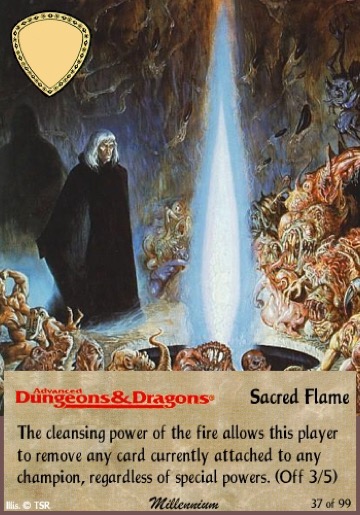 Advanced
Dungeons & Dragons®
Sacred Flame
The cleansing power of the fire allows this player
to remove any card currently attached to any
champion, regardless of special powers. (Off 3/5)
Illis. © TSR
Millennium
37 of 99